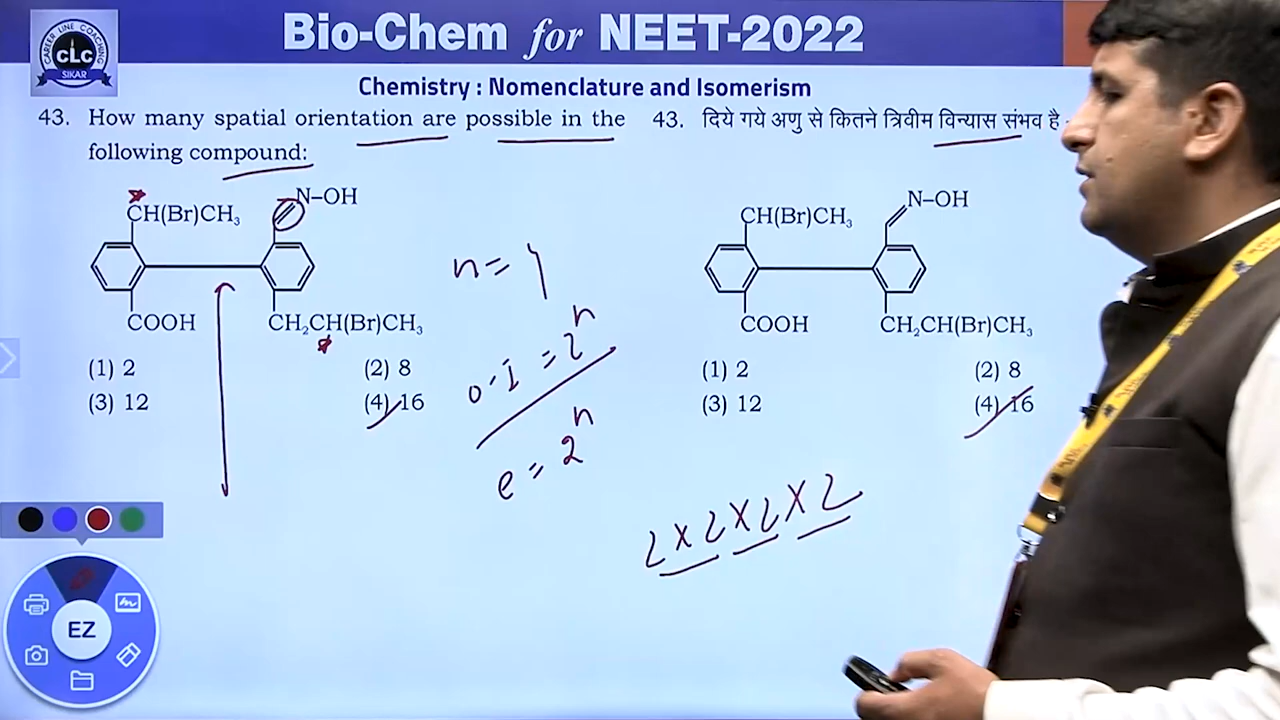 CAREER LINE COACHING
CLC
SIKAR
Bio-Chem for NEET-2022
Chemistry : Nomenclature and Isomerism
43. How many spatial orientation are possible in the
following compound:
CH(Br)CH₃
N–OH
COOH
CH₂CH(Br)CH₃
(1) 2
(2) 8
(3) 12
(4) 16
43. दिये गये अणु से कितने त्रिवीम विन्यास संभव है -
CH(Br)CH₃
N–OH
COOH
CH₂CH(Br)CH₃
(1) 2
(2) 8
(3) 12
(4) 16
n = 4
O.I = 2ⁿ
e = 2ⁿ
2 × 2 × 2 × 2
EZ